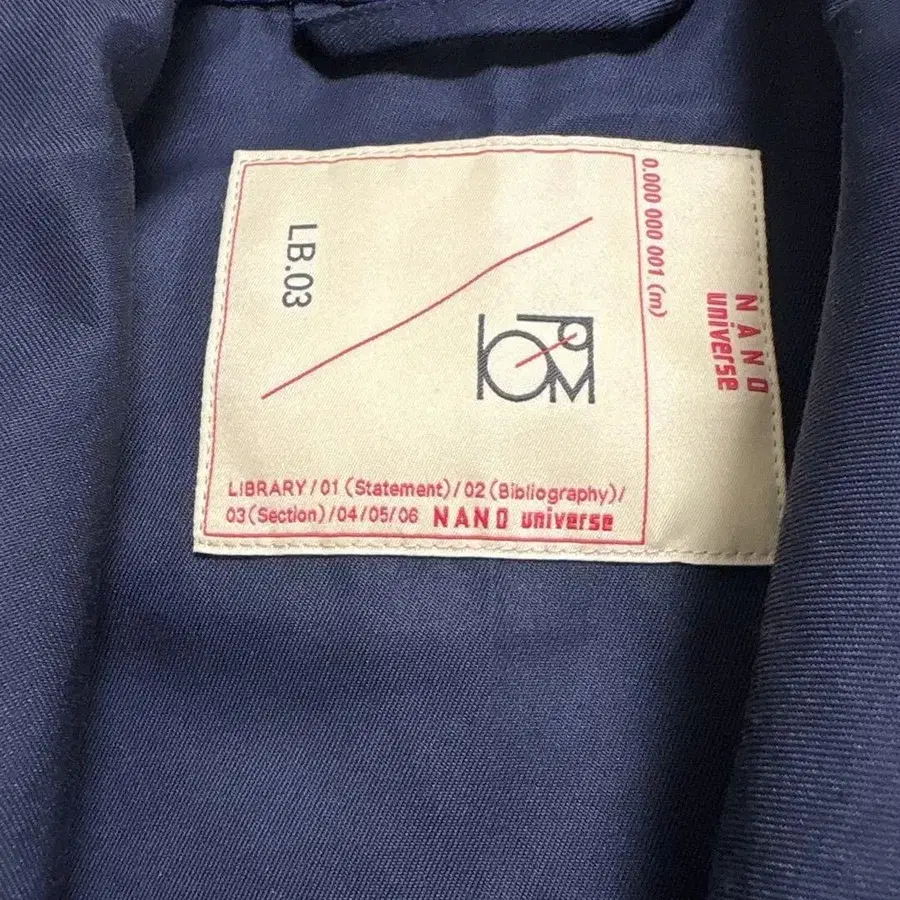 LB.03
0.000 000 001 (m)
NANO
universe
LIBRARY/01 (Statement)/02 (Bibliography)/
03 (Section)/04/05/06 NANO universe